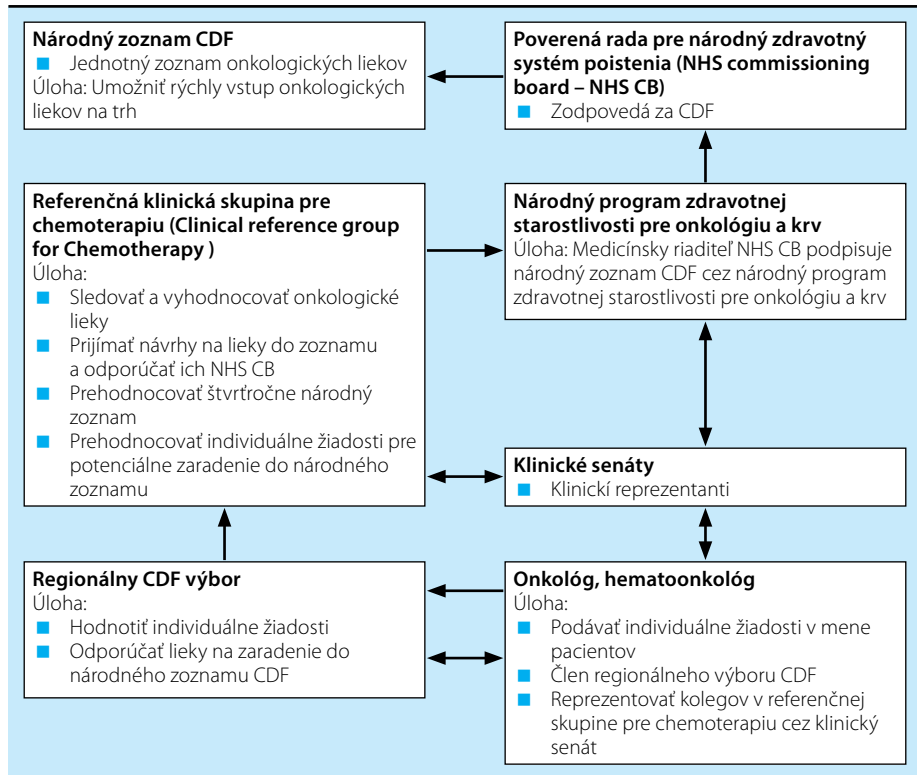 Národný zoznam CDF
Jednotný zoznam onkologických liekov
Úloha: Umožniť rýchly vstup onkologických
liekov na trh
Poverená rada pre národný zdravotný
systém poistenia (NHS commissioning
board – NHS CB)
Zodpovedá za CDF
Referenčná klinická skupina pre
chemoterapiu (Clinical reference group
for Chemotherapy )
Úloha:
Sledovať a vyhodnocovať onkologické
lieky
Prijímať návrhy na lieky do zoznamu
a odporúčať ich NHS CB
Prehodnocovať štvrťročne národný
zoznam
Prehodnocovať individuálne žiadosti pre
potenciálne zaradenie do národného
zoznamu
Národný program zdravotnej
starostlivosti pre onkológiu a krv
Úloha: Medicínsky riaditeľ NHS CB podpisuje
národný zoznam CDF cez národný program
zdravotnej starostlivosti pre onkológiu a krv
Klinické senáty
Klinickí reprezentanti
Regionálny CDF výbor
Úloha:
Hodnotiť individuálne žiadosti
Odporúčať lieky na zaradenie do
národného zoznamu CDF
Onkológ, hematoonkológ
Úloha:
Podávať individuálne žiadosti v mene
pacientov
Člen regionálneho výboru CDF
Reprezentovať kolegov v referenčnej
skupine pre chemoterapiu cez klinický
senát